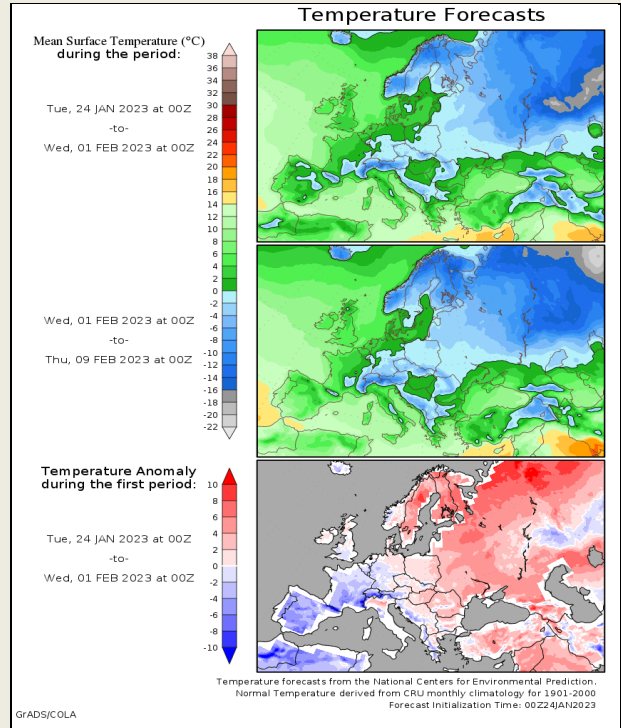 Temperature Forecasts
Mean Surface Temperature (°C)
during the period:
Tue, 24 JAN 2023 at 00Z
-to-
Wed, 01 FEB 2023 at 00Z
38
36
34
32
30
28
26
24
22
20
18
16
14
12
10
8
6
4
2
0
-2
-4
-6
-8
-10
-12
-14
-16
-18
-20
-22
Wed, 01 FEB 2023 at 00Z
-to-
Thu, 09 FEB 2023 at 00Z
Temperature Anomaly
during the first period:
Tue, 24 JAN 2023 at 00Z
-to-
Wed, 01 FEB 2023 at 00Z
10
8
6
4
2
0
-2
-4
-6
-8
-10
Temperature forecasts from the National Centers for Environmental Prediction.
Normal Temperature derived from CRU monthly climatology for 1901-2000
Forecast Initialization Time: 00Z24JAN2023
GrADS/COLA